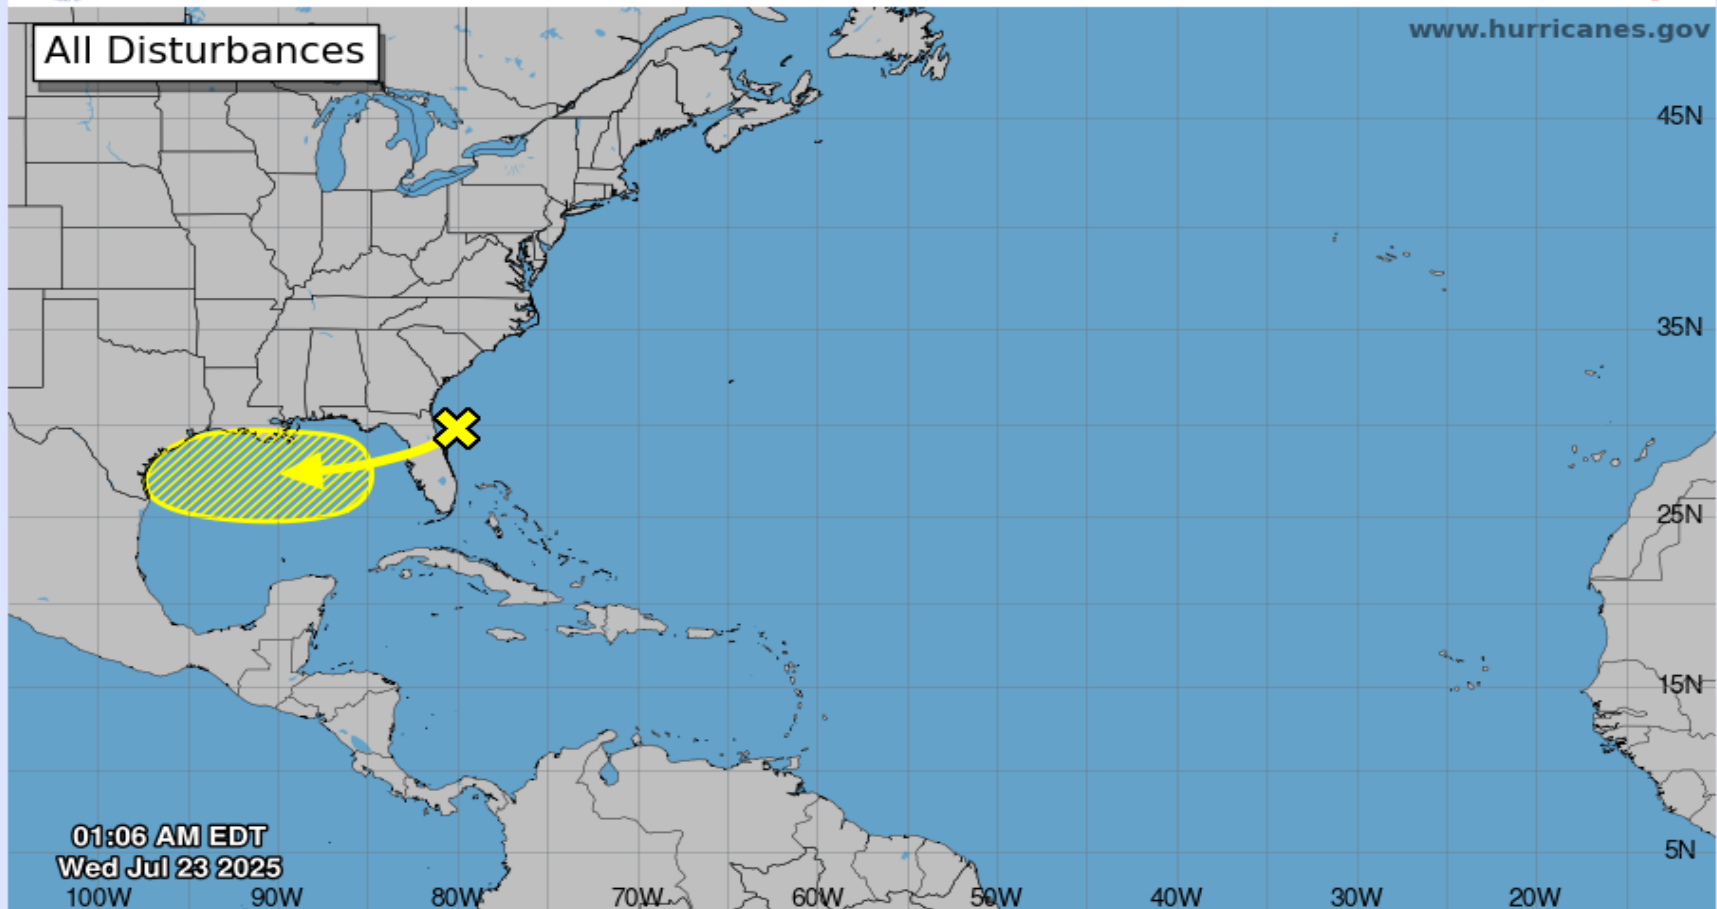 All Disturbances
www.hurricanes.gov
45N
35N
25N
15N
5N
01:06 AM EDT
Wed Jul 23 2025
100W 90W 80W 70W 60W 50W 40W 30W 20W